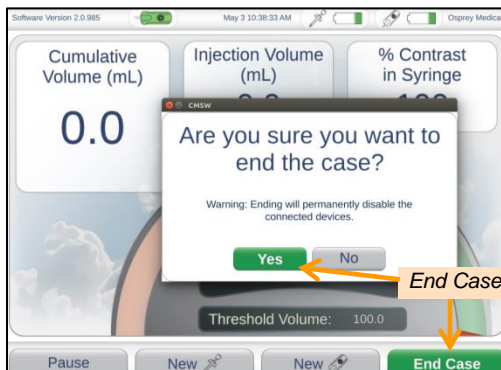 Software Version 2.0.985
May 3 10:38:33 AM
Osprey Medica
Cumulative
Volume (mL)
0.0
Injection Volume
(mL)
% Contrast
in Syringe
CMSW
Are you sure you want to
end the case?
Warning: Ending will permanently disable the
connected devices.
Yes
No
End Case
Threshold Volume: 100.0
Pause
New
New
End Case